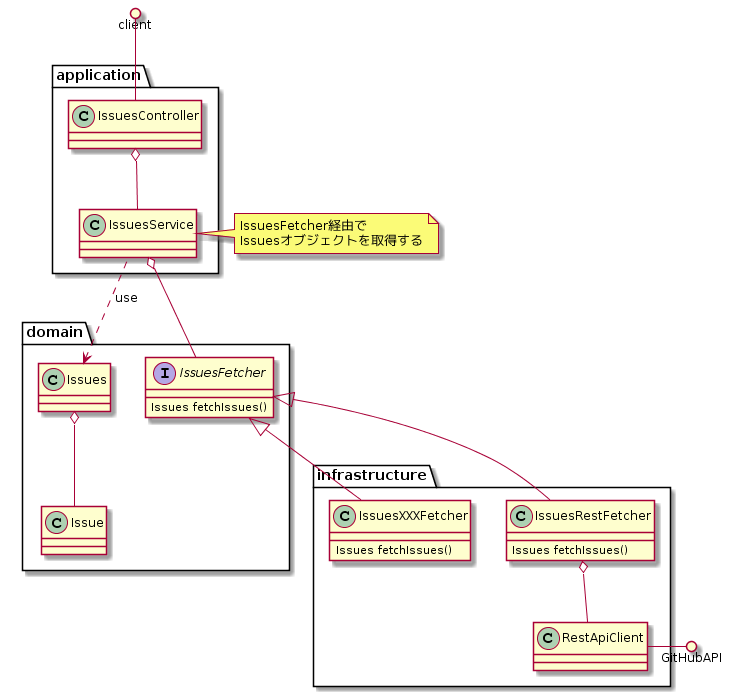 client
application
C IssuesController
C IssuesService
IssuesFetcher経由で
Issuesオブジェクトを取得する
use
domain
C Issues
I IssuesFetcher
Issues fetchIssues()
C Issue
infrastructure
C IssuesXXXFetcher
Issues fetchIssues()
C IssuesRestFetcher
Issues fetchIssues()
C RestApiClient
GitHubAPI